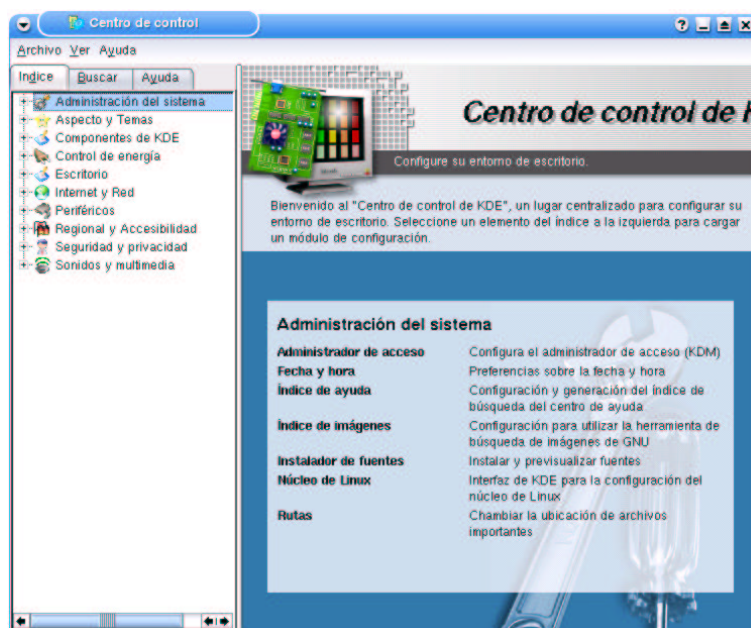 Centro de control
Archivo Ver Ayuda
Indice Buscar Ayuda
Administración del sistema
Aspecto y Temas
Componentes de KDE
Control de energía
Escritorio
Internet y Red
Periféricos
Regional y Accesibilidad
Seguridad y privacidad
Sonidos y multimedia
Centro de control de
Configure su entorno de escritorio.
Bienvenido al "Centro de control de KDE", un lugar centralizado para configurar su
entorno de escritorio. Seleccione un elemento del índice a la izquierda para cargar
un módulo de configuración.
Administración del sistema
Administrador de acceso Configura el administrador de acceso (KDM)
Fecha y hora Preferencias sobre la fecha y hora
Índice de ayuda Configuración y generación del índice de
búsqueda del centro de ayuda
Índice de imágenes Configuración para utilizar la herramienta de
búsqueda de imágenes de GNU
Instalador de fuentes Instalar y previsualizar fuentes
Núcleo de Linux Interfaz de KDE para la configuración del
núcleo de Linux
Rutas Chambiar la ubicación de archivos
importantes